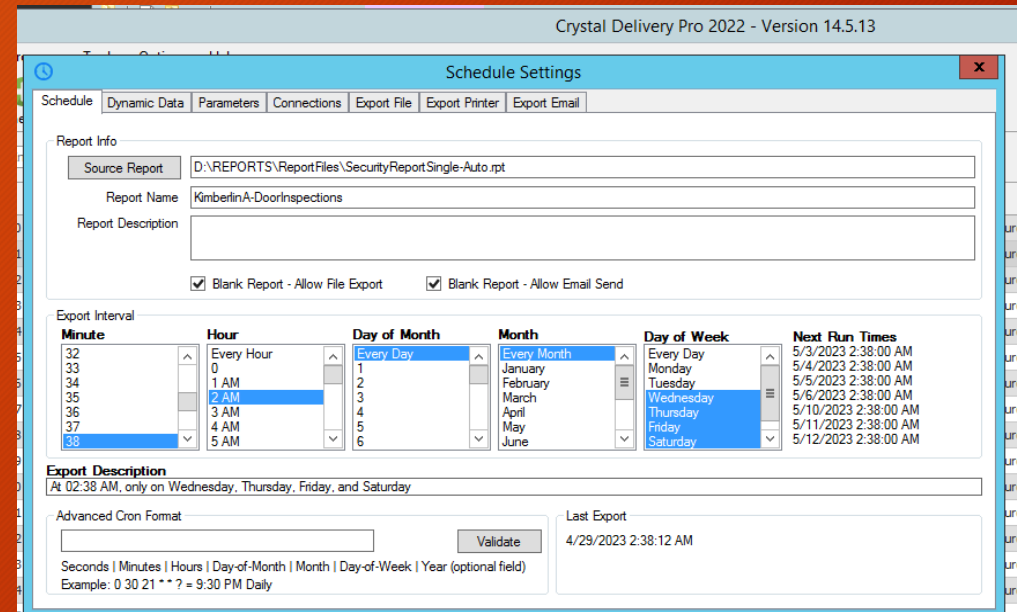 Crystal Delivery Pro 2022 - Version 14.5.13
Schedule Settings
x
Schedule Dynamic Data Parameters Connections Export File Export Printer Export Email
Report Info
Source Report D:\REPORTS\ReportFiles\SecurityReportSingle-Auto.rpt
Report Name KimberlinA-DoorInspections
Report Description
Blank Report - Allow File Export Blank Report - Allow Email Send
Export Interval
Minute Hour Day of Month Month Day of Week Next Run Times
32 Every Hour Every Day Every Month Every Day 5/3/2023 2:38:00 AM
33 0 1 January Monday 5/4/2023 2:38:00 AM
34 1 AM 2 February Tuesday 5/5/2023 2:38:00 AM
35 2 AM 3 March Wednesday 5/6/2023 2:38:00 AM
36 3 AM 4 April Thursday 5/10/2023 2:38:00 AM
37 4 AM 5 May Friday 5/11/2023 2:38:00 AM
38 5 AM 6 June Saturday 5/12/2023 2:38:00 AM
Export Description
At 02:38 AM, only on Wednesday, Thursday, Friday, and Saturday
Advanced Cron Format Last Export
Validate 4/29/2023 2:38:12 AM
Seconds | Minutes | Hours | Day-of-Month | Month | Day-of-Week | Year (optional field)
Example: 0 30 21 * * ? = 9:30 PM Daily